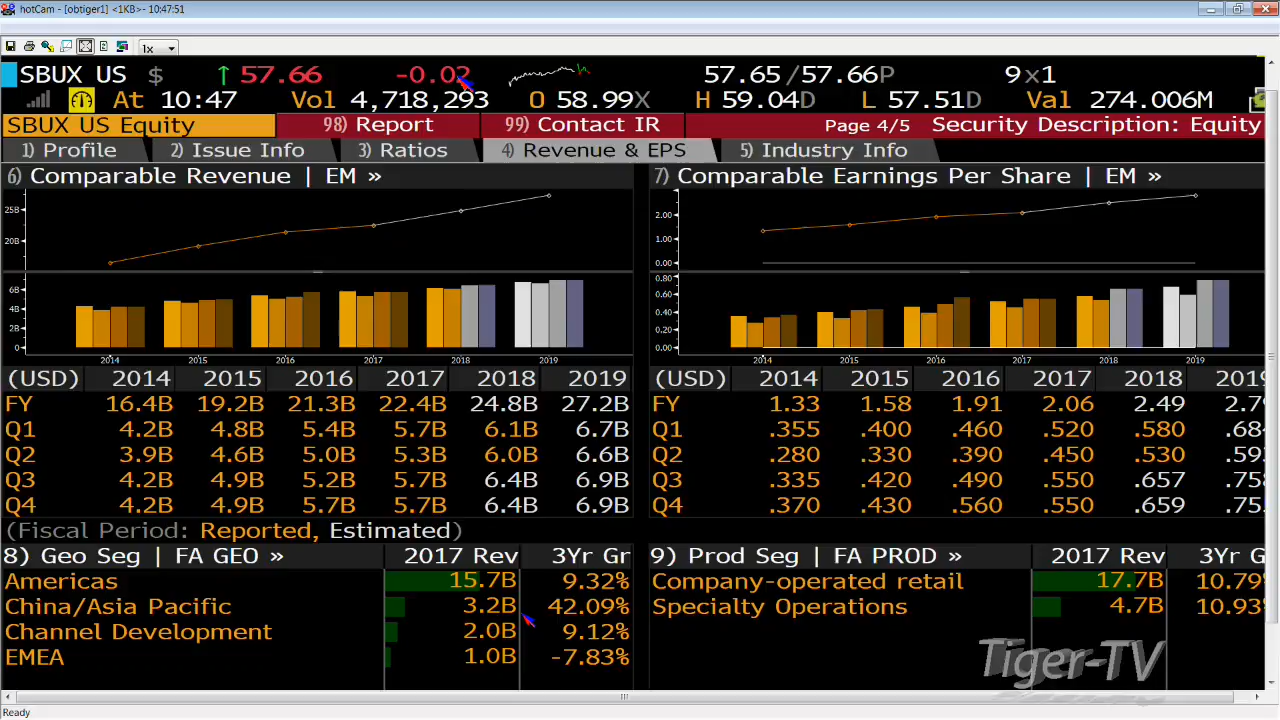 hotCam - [obtiger1] <1KB>- 10:47:51
1x
SBUX US $ ↑ 57.66 -0.02 57.65/57.66P 9x1
At 10:47 Vol 4,718,293 O 58.99X H 59.04D L 57.51D Val 274.006M
SBUX US Equity 98) Report 99) Contact IR Page 4/5 Security Description: Equity
1) Profile 2) Issue Info 3) Ratios 4) Revenue & EPS 5) Industry Info
6) Comparable Revenue | EM » 7) Comparable Earnings Per Share | EM »
25B 2.00
20B 1.00
0.00
6B 0.80
4B 0.60
2B 0.40
0.20
0 0.00
2014 2015 2016 2017 2018 2019 2014 2015 2016 2017 2018 2019
(USD) 2014 2015 2016 2017 2018 2019 (USD) 2014 2015 2016 2017 2018 2019
FY 16.4B 19.2B 21.3B 22.4B 24.8B 27.2B FY 1.33 1.58 1.91 2.06 2.49 2.79
Q1 4.2B 4.8B 5.4B 5.7B 6.1B 6.7B Q1 .355 .400 .460 .520 .580 .684
Q2 3.9B 4.6B 5.0B 5.3B 6.0B 6.6B Q2 .280 .330 .390 .450 .530 .593
Q3 4.2B 4.9B 5.2B 5.7B 6.4B 6.9B Q3 .335 .420 .490 .550 .657 .758
Q4 4.2B 4.9B 5.7B 5.7B 6.4B 6.9B Q4 .370 .430 .560 .550 .659
(Fiscal Period: Reported, Estimated)
8) Geo Seg | FA GEO » 2017 Rev 3Yr Gr 9) Prod Seg | FA PROD » 2017 Rev 3Yr G
Americas 15.7B 9.32% Company-operated retail 17.7B 10.79%
China/Asia Pacific 3.2B 42.09% Specialty Operations 4.7B 10.93%
Channel Development 2.0B 9.12%
EMEA 1.0B -7.83%
Tiger-TV
Ready